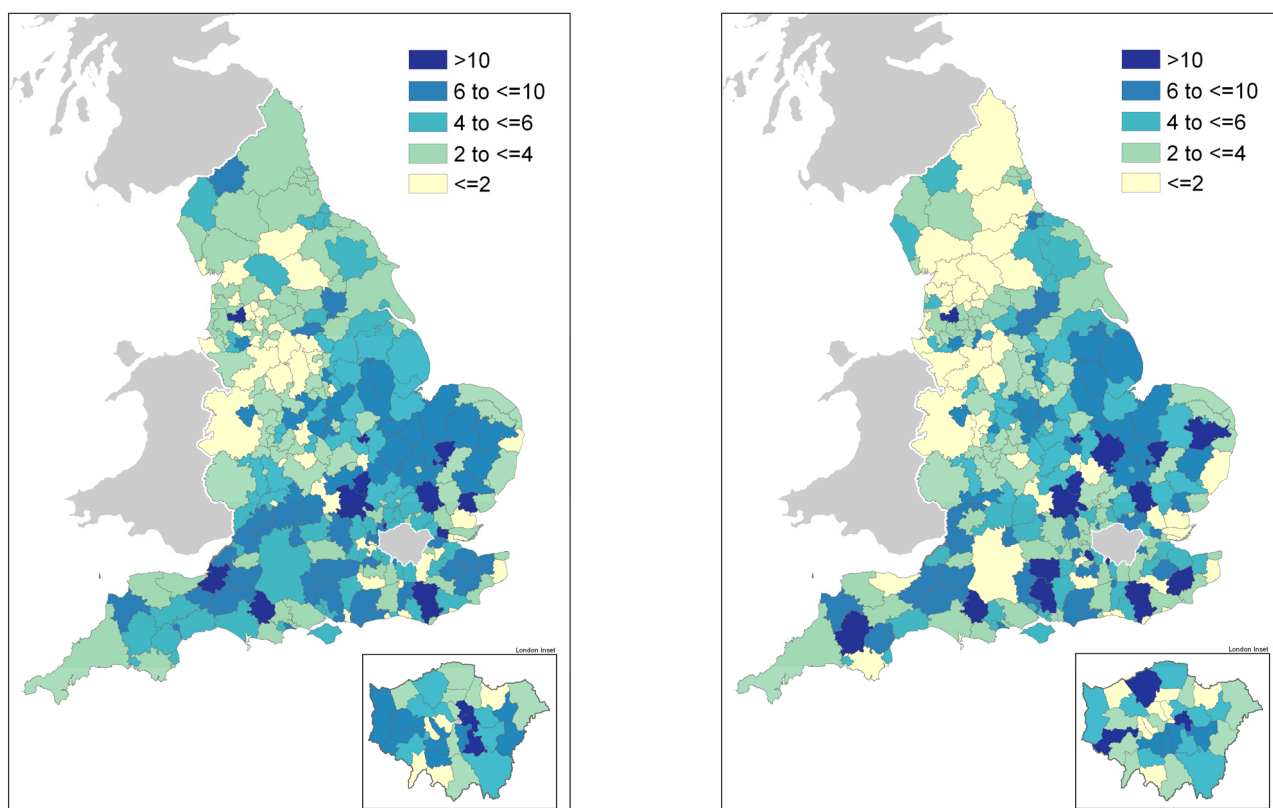 >10
6 to <=10
4 to <=6
2 to <=4
<=2
London Inset
>10
6 to <=10
4 to <=6
2 to <=4
<=2
London Inset